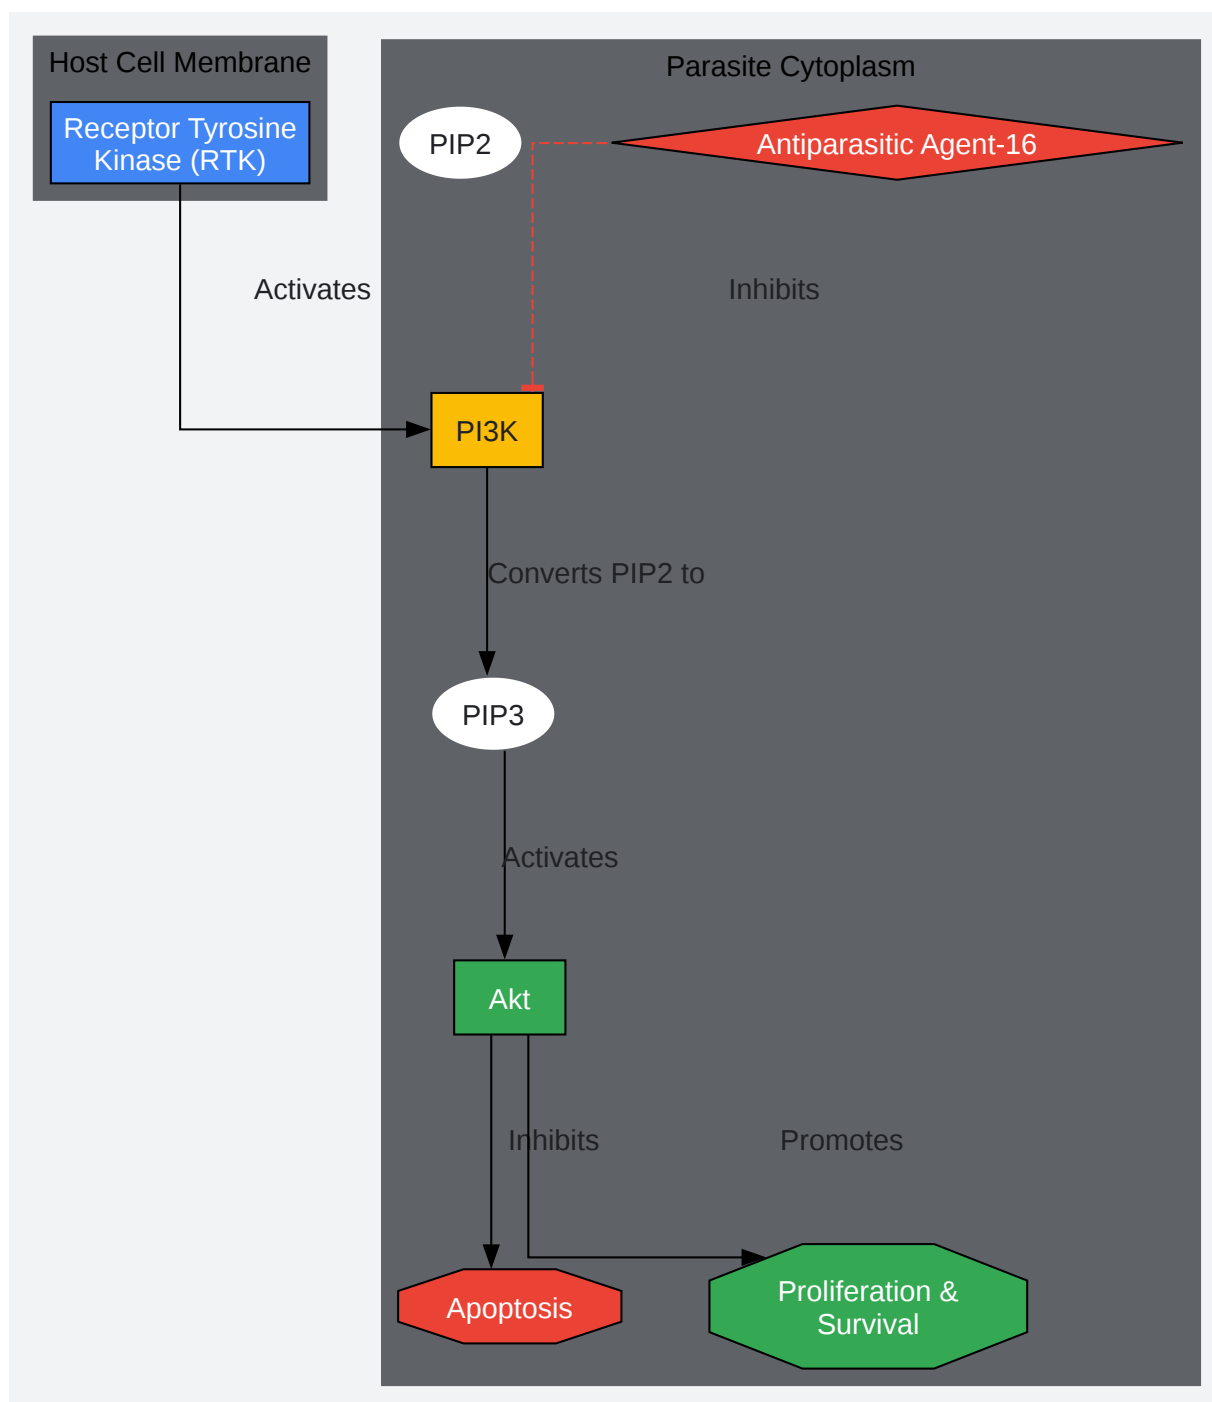 Host Cell Membrane
Parasite Cytoplasm
Receptor Tyrosine
Kinase (RTK)
PIP2
Antiparasitic Agent-16
Activates
Inhibits
PI3K
Converts PIP2 to
PIP3
Activates
Akt
Inhibits
Promotes
Apoptosis
Proliferation &
Survival